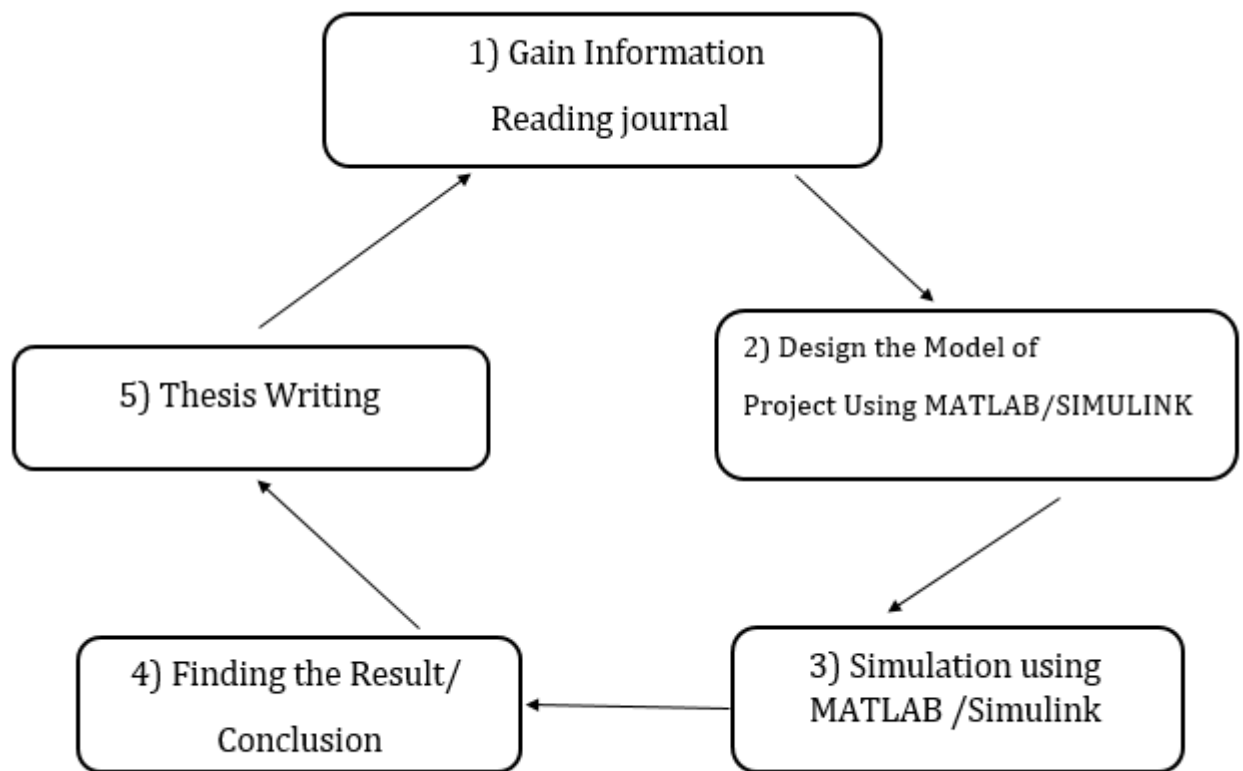 1) Gain Information
Reading journal
2) Design the Model of
Project Using MATLAB/SIMULINK
3) Simulation using
MATLAB /Simulink
4) Finding the Result/
Conclusion
5) Thesis Writing